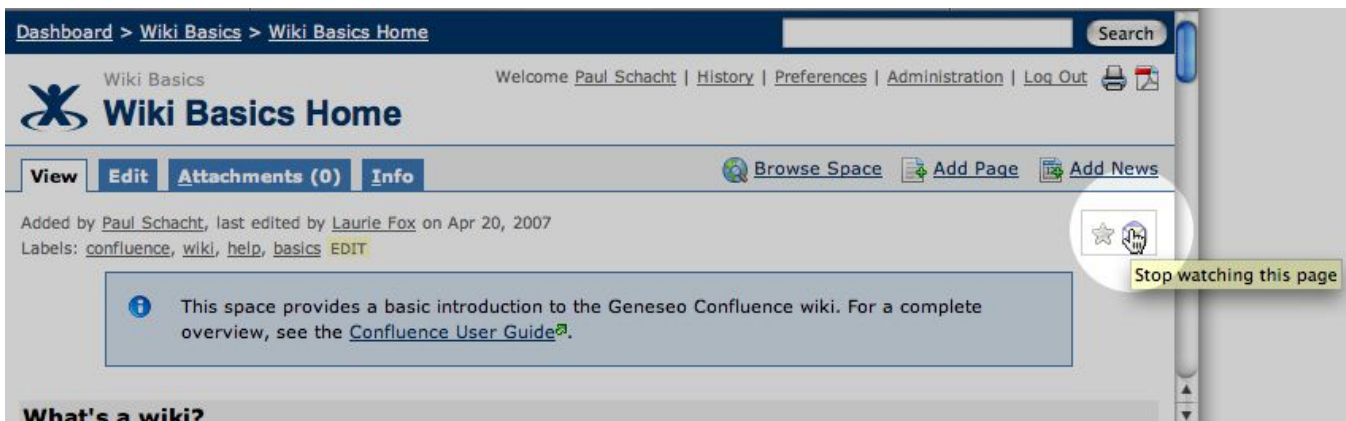 Dashboard > Wiki Basics > Wiki Basics Home
Search
Wiki Basics
Welcome Paul Schacht | History | Preferences | Administration | Log Out
Wiki Basics Home
View Edit Attachments (0) Info
Browse Space Add Page Add News
Added by Paul Schacht, last edited by Laurie Fox on Apr 20, 2007
Labels: confluence, wiki, help, basics EDIT
Stop watching this page
This space provides a basic introduction to the Geneseo Confluence wiki. For a complete
overview, see the Confluence User Guide.
What's a wiki?